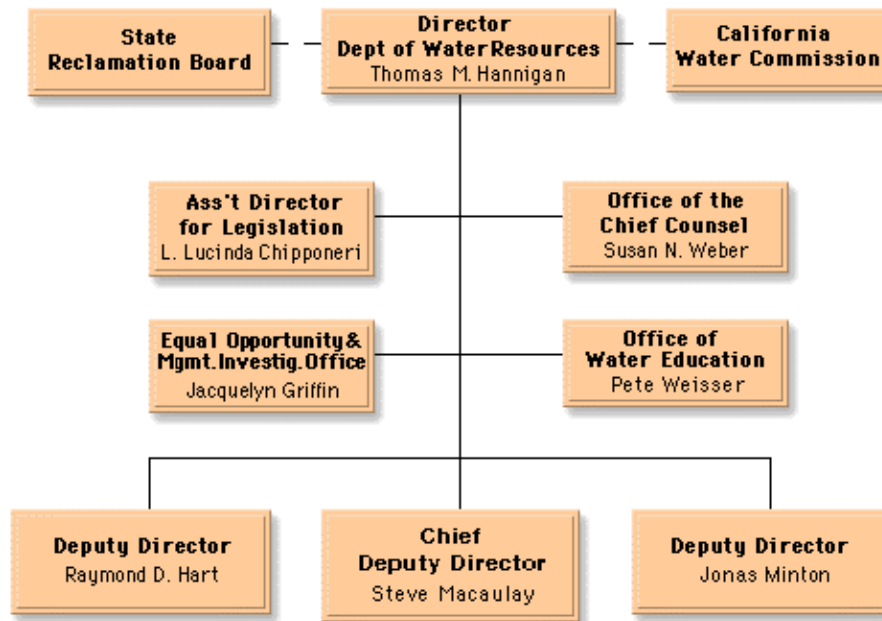 State
Reclamation Board
Director
Dept of Water Resources
Thomas M. Hannigan
California
Water Commission
Ass't Director
for Legislation
L. Lucinda Chipponeri
Office of the
Chief Counsel
Susan N. Weber
Equal Opportunity &
Mgmt. Investig. Office
Jacquelyn Griffin
Office of
Water Education
Pete Weisser
Deputy Director
Raymond D. Hart
Chief
Deputy Director
Steve Macaulay
Deputy Director
Jonas Minton